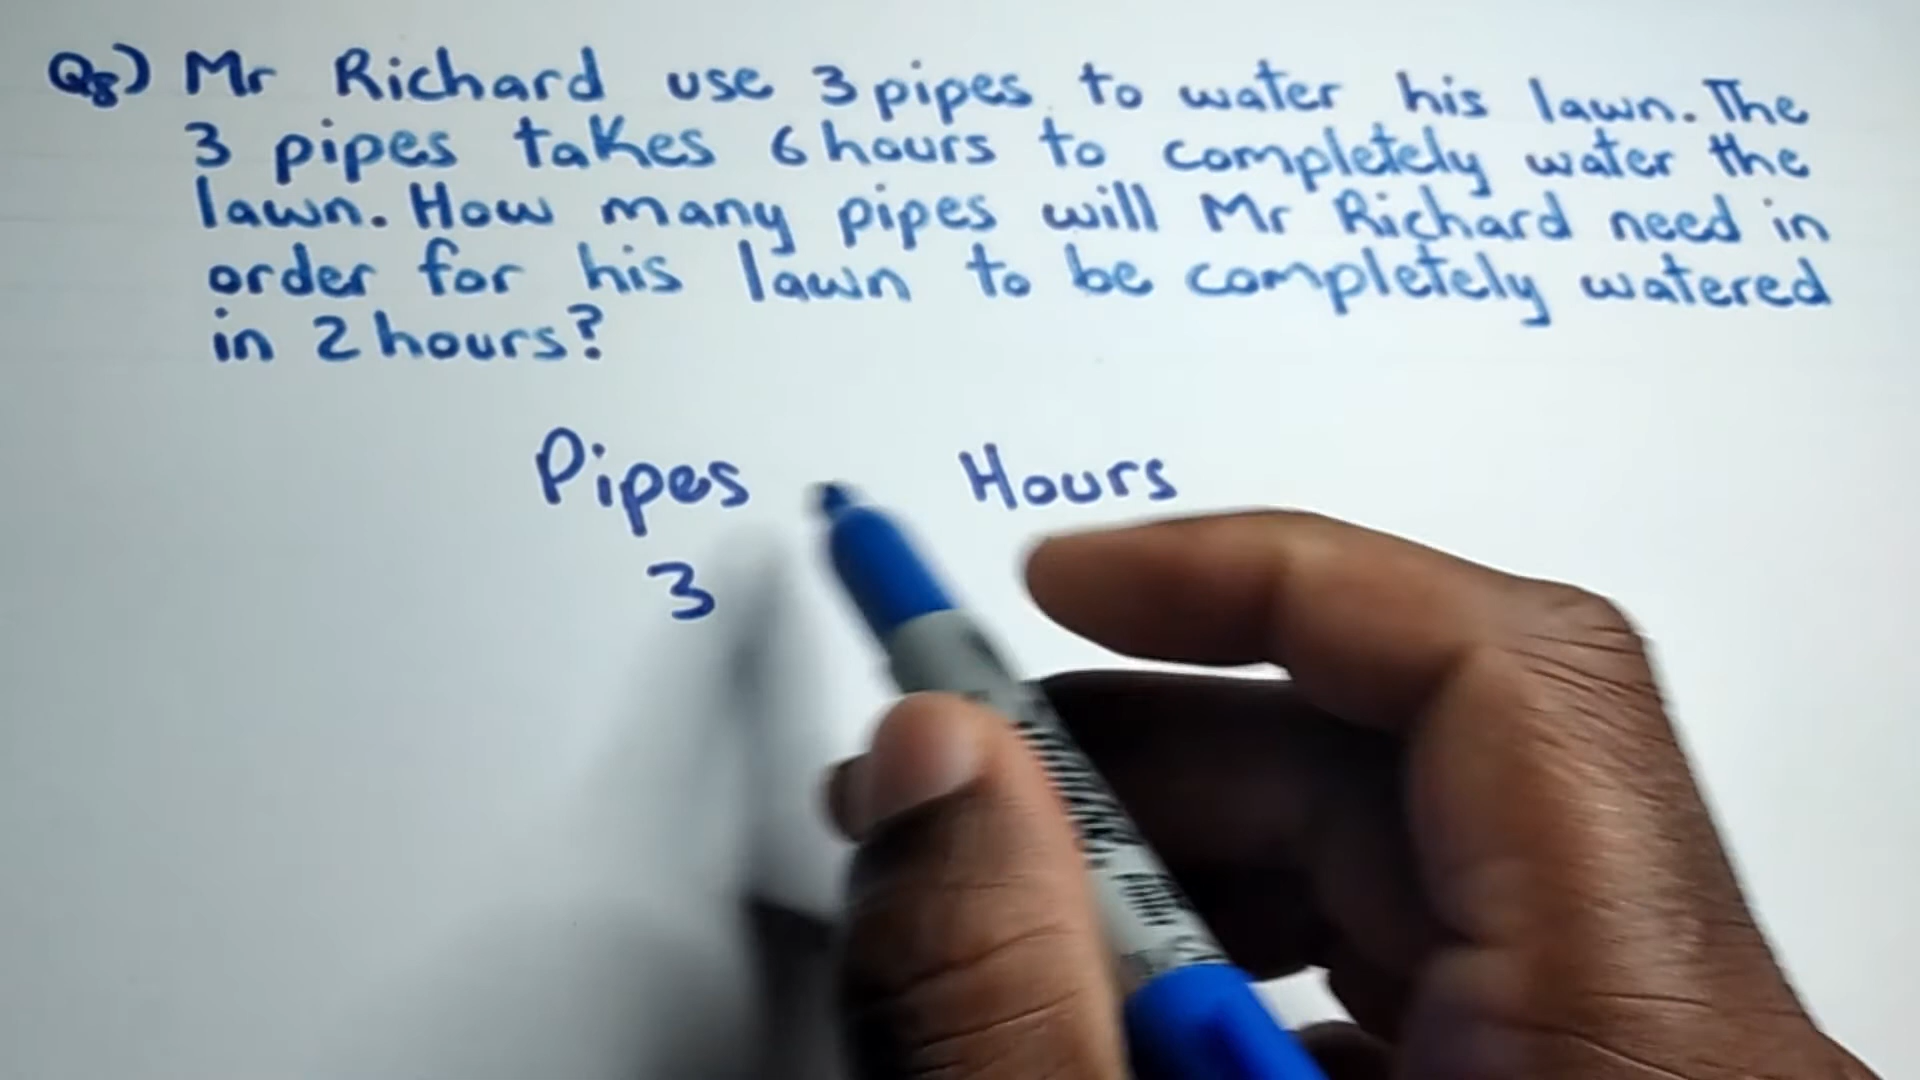 Q8) Mr Richard use 3 pipes to water his lawn. The
3 pipes takes 6 hours to completely water the
lawn. How many pipes will Mr Richard need in
order for his lawn to be completely watered
in 2 hours?
Pipes Hours
3